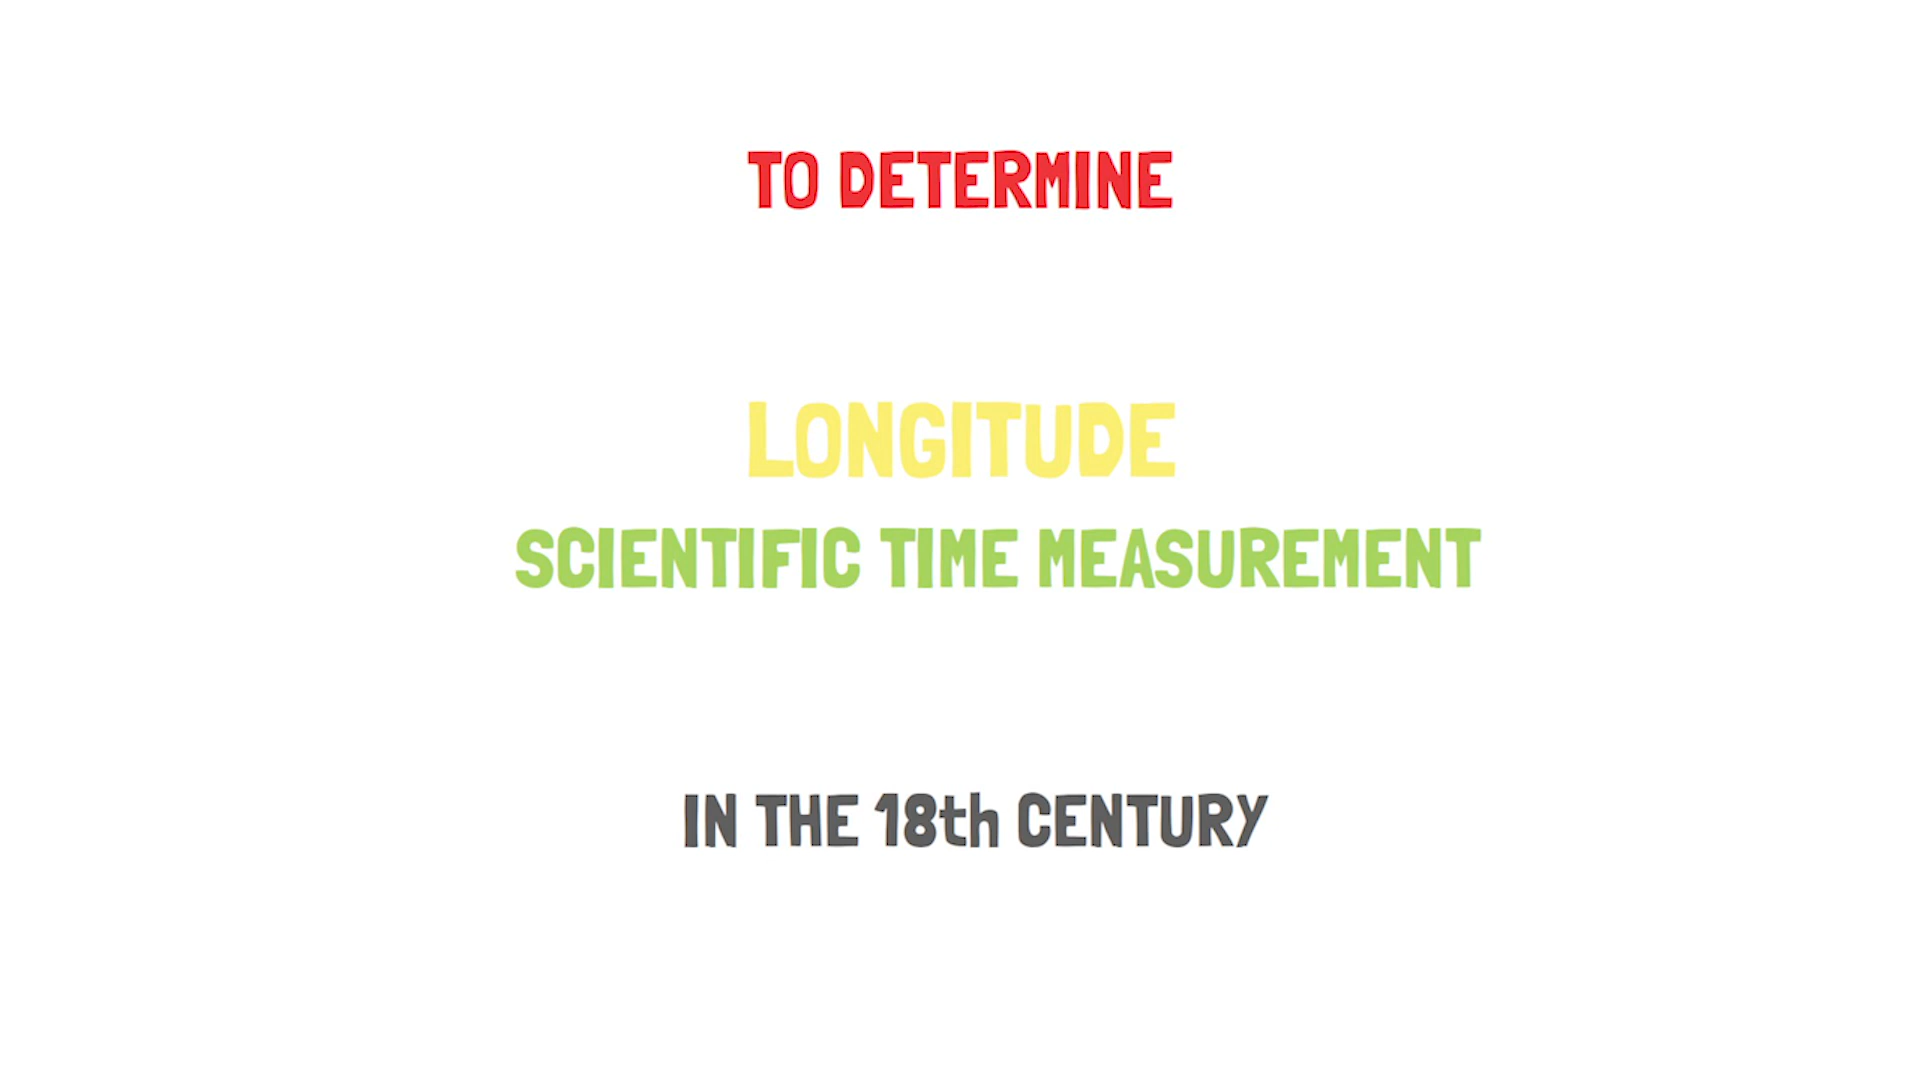 TO DETERMINE
LONGITUDE
SCIENTIFIC TIME MEASUREMENT
IN THE 18th CENTURY